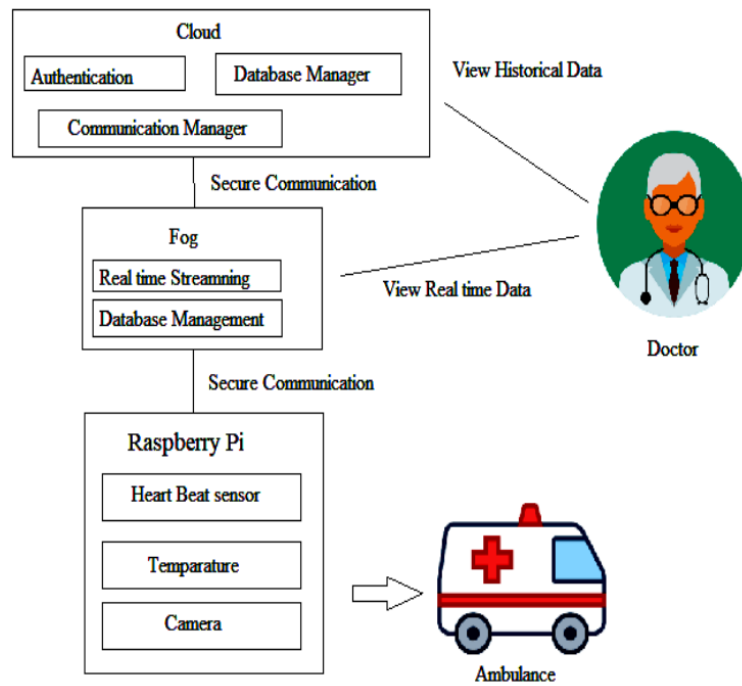 Cloud
Authentication
Database Manager
View Historical Data
Communication Manager
Secure Communication
Fog
Real time Streamning
View Real time Data
Database Management
Doctor
Secure Communication
Raspberry Pi
Heart Beat sensor
Temparature
Camera
Ambulance